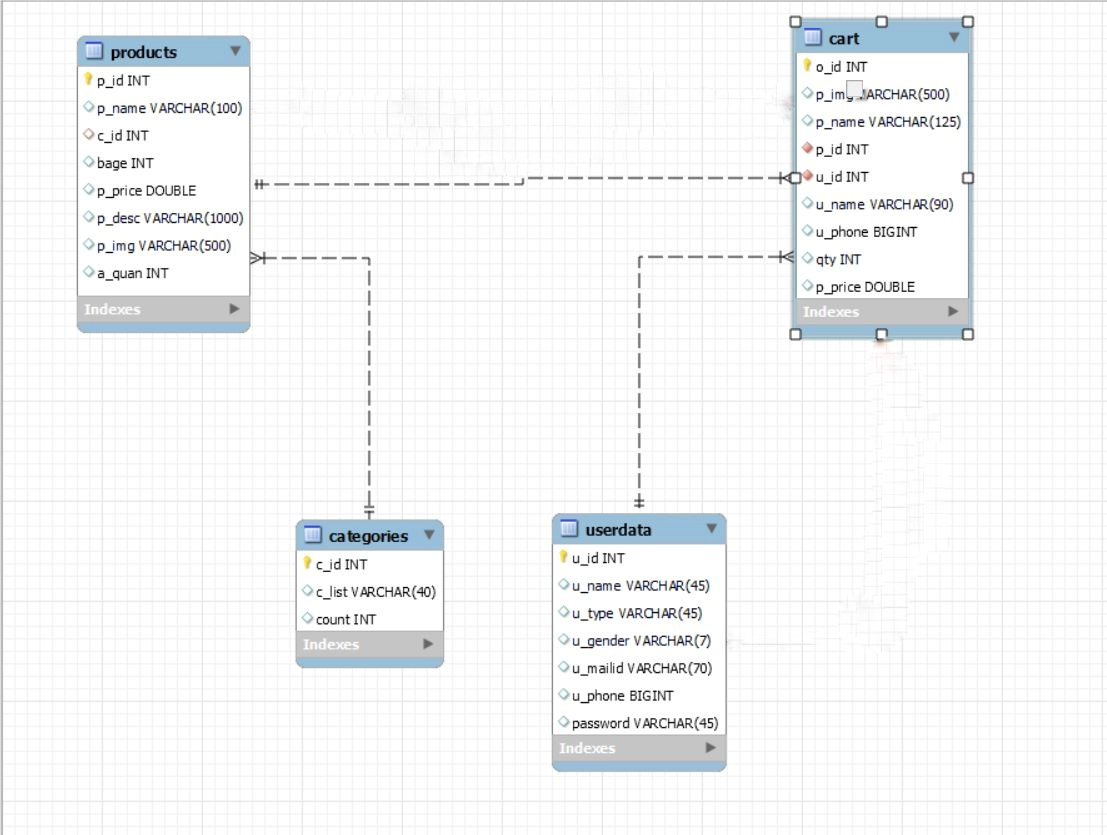 products
p_id INT
p_name VARCHAR(100)
c_id INT
bage INT
p_price DOUBLE
p_desc VARCHAR(1000)
p_img VARCHAR(500)
a_quan INT
Indexes
cart
o_id INT
p_img VARCHAR(500)
p_name VARCHAR(125)
p_id INT
u_id INT
u_name VARCHAR(90)
u_phone BIGINT
qty INT
p_price DOUBLE
Indexes
categories
c_id INT
c_list VARCHAR(40)
count INT
Indexes
userdata
u_id INT
u_name VARCHAR(45)
u_type VARCHAR(45)
u_gender VARCHAR(7)
u_mailid VARCHAR(70)
u_phone BIGINT
password VARCHAR(45)
Indexes